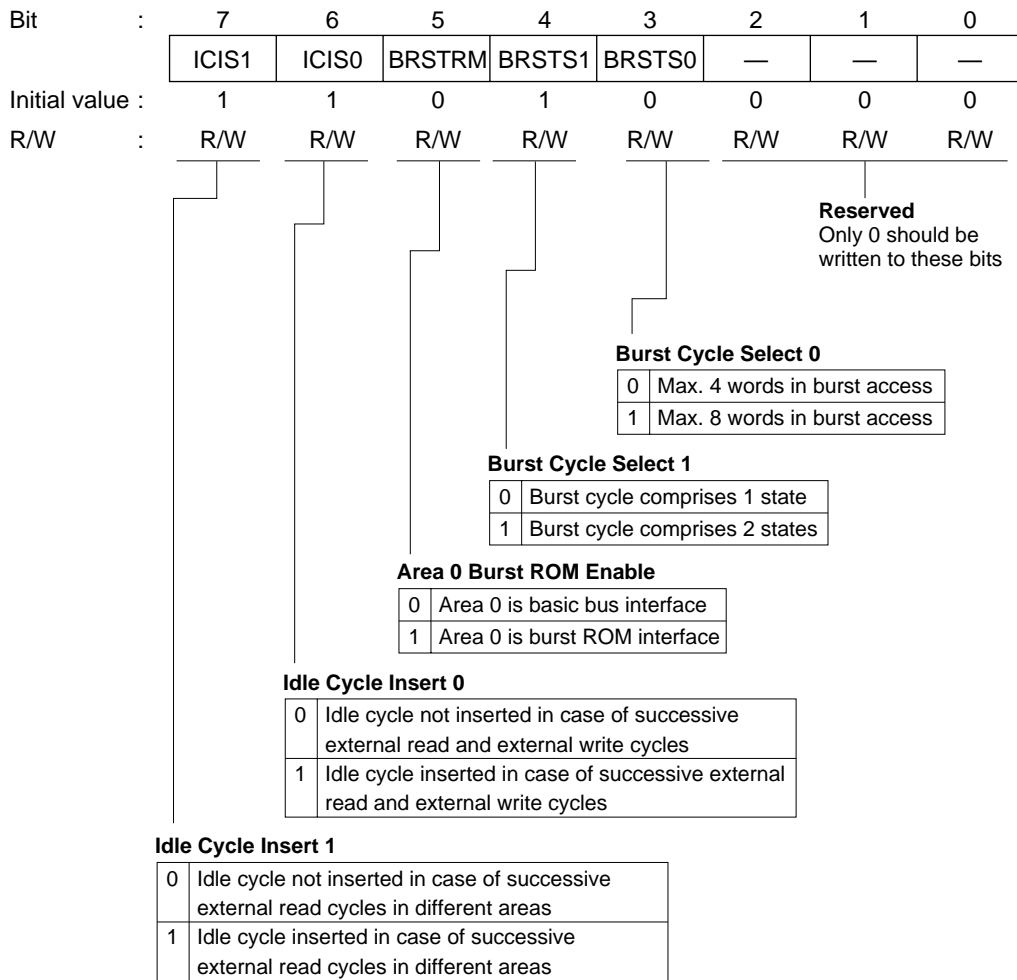 Bit : 7 6 5 4 3 2 1 0
ICIS1 ICIS0 BRSTRM BRSTS1 BRSTS0 — — —
Initial value : 1 1 0 1 0 0 0 0
R/W : R/W R/W R/W R/W R/W R/W R/W R/W
Reserved
Only 0 should be
written to these bits
Burst Cycle Select 0
0 Max. 4 words in burst access
1 Max. 8 words in burst access
Burst Cycle Select 1
0 Burst cycle comprises 1 state
1 Burst cycle comprises 2 states
Area 0 Burst ROM Enable
0 Area 0 is basic bus interface
1 Area 0 is burst ROM interface
Idle Cycle Insert 0
0 Idle cycle not inserted in case of successive
external read and external write cycles
1 Idle cycle inserted in case of successive external
read and external write cycles
Idle Cycle Insert 1
0 Idle cycle not inserted in case of successive
external read cycles in different areas
1 Idle cycle inserted in case of successive
external read cycles in different areas